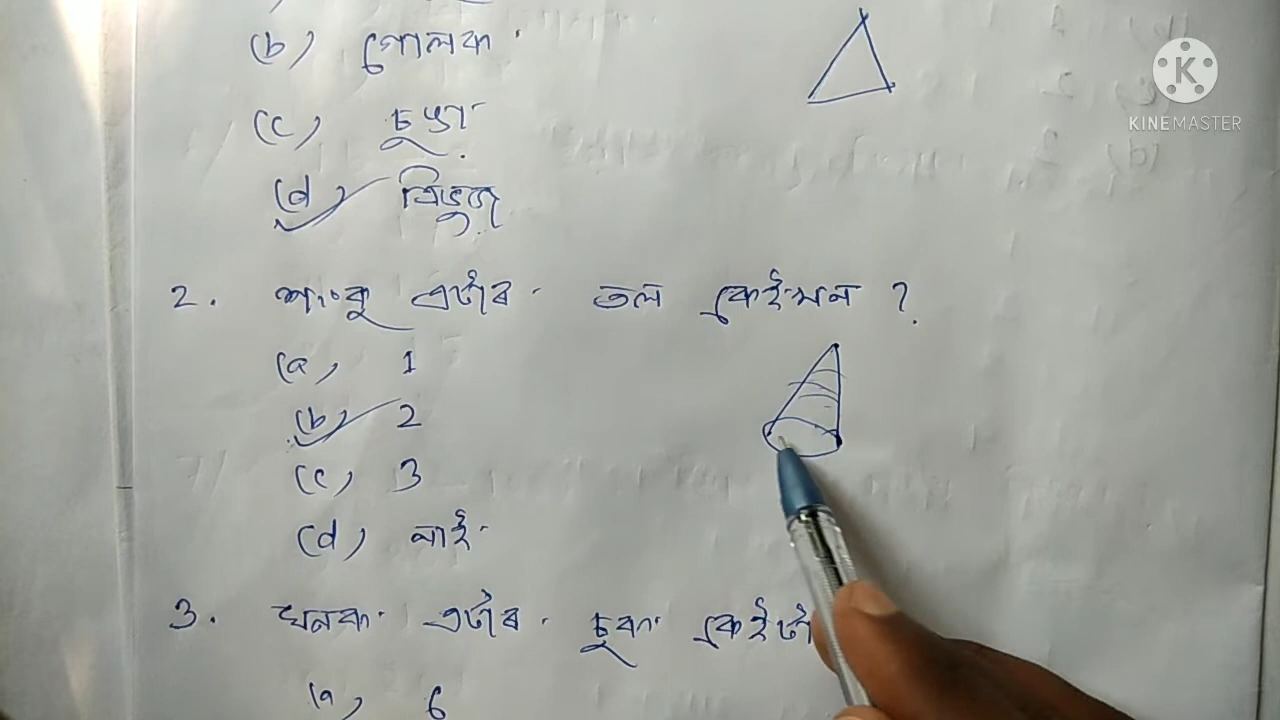 (b) গোলক
(c) চুঙা
(d) ত্ৰিভুজ
2. শংকু এটাৰ তল কেইখন ?
(a) 1
(b) 2
(c) 3
(d) নাই
3. ঘনক এটাৰ চুকা কেইটা
(a) 6
KINEMASTER